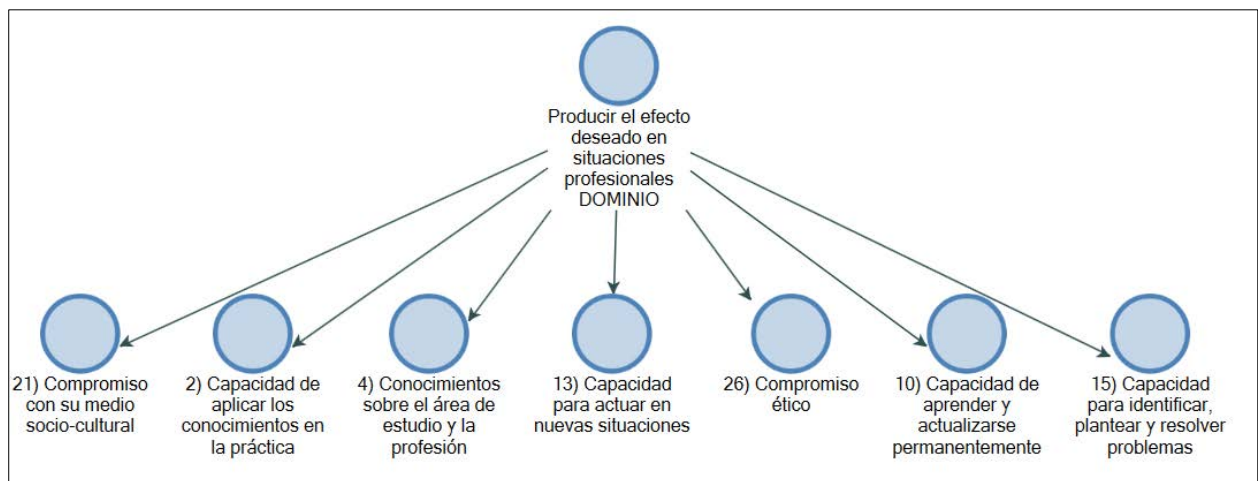 Producir el efecto
deseado en
situaciones
profesionales
DOMINIO
21) Compromiso
con su medio
socio-cultural
2) Capacidad de
aplicar los
conocimientos en
la práctica
4) Conocimientos
sobre el área de
estudio y la
profesión
13) Capacidad
para actuar en
nuevas situaciones
26) Compromiso
ético
10) Capacidad de
aprender y
actualizarse
permanentemente
15) Capacidad
para identificar,
plantear y resolver
problemas